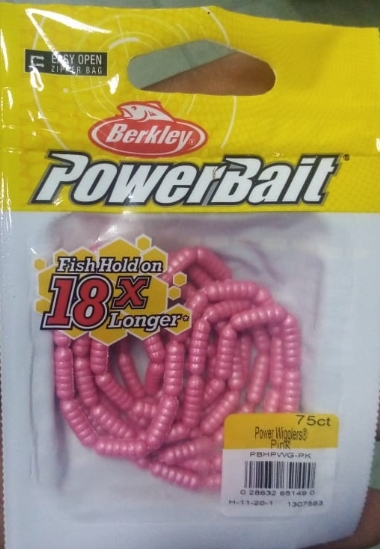 EASY OPEN
ZIPPER BAG
Berkley®
PowerBait®
Fish Hold on
18x
Longer*
75ct
Power Wigglers®
Pink
PBHPWG-PK
0 28632 65149 0
H-11-20-1 1307583